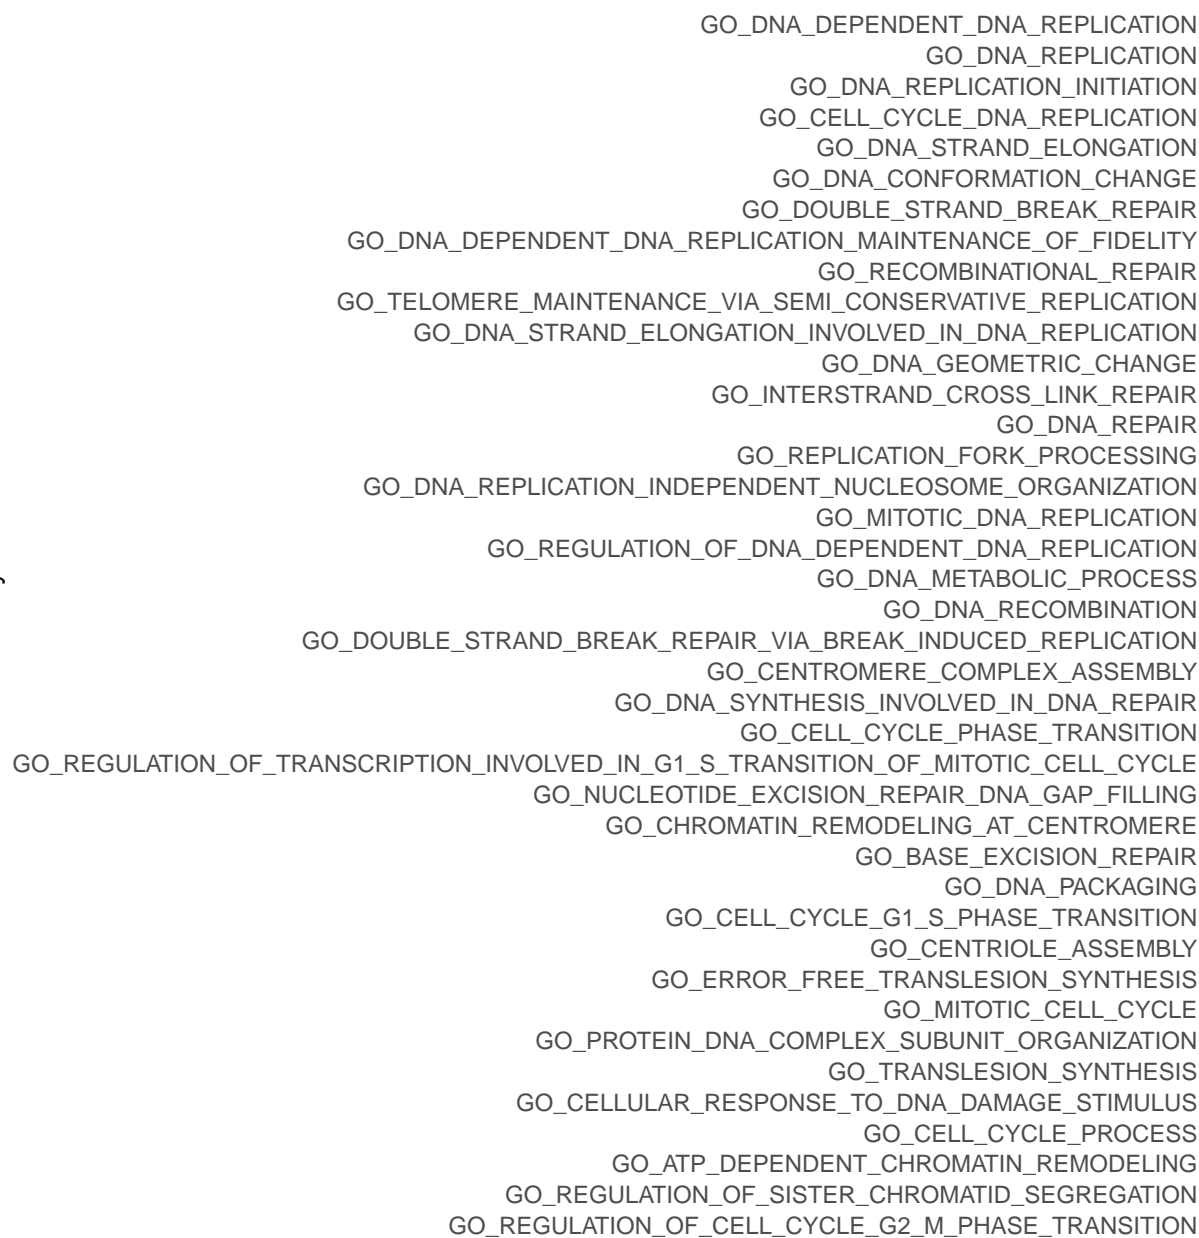 GO_DNA_DEPENDENT_DNA_REPLICATION
GO_DNA_REPLICATION
GO_DNA_REPLICATION_INITIATION
GO_CELL_CYCLE_DNA_REPLICATION
GO_DNA_STRAND_ELONGATION
GO_DNA_CONFORMATION_CHANGE
GO_DOUBLE_STRAND_BREAK_REPAIR
GO_DNA_DEPENDENT_DNA_REPLICATION_MAINTENANCE_OF_FIDELITY
GO_RECOMBINATIONAL_REPAIR
GO_TELOMERE_MAINTENANCE_VIA_SEMI_CONSERVATIVE_REPLICATION
GO_DNA_STRAND_ELONGATION_INVOLVED_IN_DNA_REPLICATION
GO_DNA_GEOMETRIC_CHANGE
GO_INTERSTRAND_CROSS_LINK_REPAIR
GO_DNA_REPAIR
GO_REPLICATION_FORK_PROCESSING
GO_DNA_REPLICATION_INDEPENDENT_NUCLEOSOME_ORGANIZATION
GO_MITOTIC_DNA_REPLICATION
GO_REGULATION_OF_DNA_DEPENDENT_DNA_REPLICATION
GO_DNA_METABOLIC_PROCESS
GO_DNA_RECOMBINATION
GO_DOUBLE_STRAND_BREAK_REPAIR_VIA_BREAK_INDUCED_REPLICATION
GO_CENTROMERE_COMPLEX_ASSEMBLY
GO_DNA_SYNTHESIS_INVOLVED_IN_DNA_REPAIR
GO_CELL_CYCLE_PHASE_TRANSITION
GO_REGULATION_OF_TRANSCRIPTION_INVOLVED_IN_G1_S_TRANSITION_OF_MITOTIC_CELL_CYCLE
GO_NUCLEOTIDE_EXCISION_REPAIR_DNA_GAP_FILLING
GO_CHROMATIN_REMODELING_AT_CENTROMERE
GO_BASE_EXCISION_REPAIR
GO_DNA_PACKAGING
GO_CELL_CYCLE_G1_S_PHASE_TRANSITION
GO_CENTRIOLE_ASSEMBLY
GO_ERROR_FREE_TRANSLESION_SYNTHESIS
GO_MITOTIC_CELL_CYCLE
GO_PROTEIN_DNA_COMPLEX_SUBUNIT_ORGANIZATION
GO_TRANSLESION_SYNTHESIS
GO_CELLULAR_RESPONSE_TO_DNA_DAMAGE_STIMULUS
GO_CELL_CYCLE_PROCESS
GO_ATP_DEPENDENT_CHROMATIN_REMODELING
GO_REGULATION_OF_SISTER_CHROMATID_SEGREGATION
GO_REGULATION_OF_CELL_CYCLE_G2_M_PHASE_TRANSITION